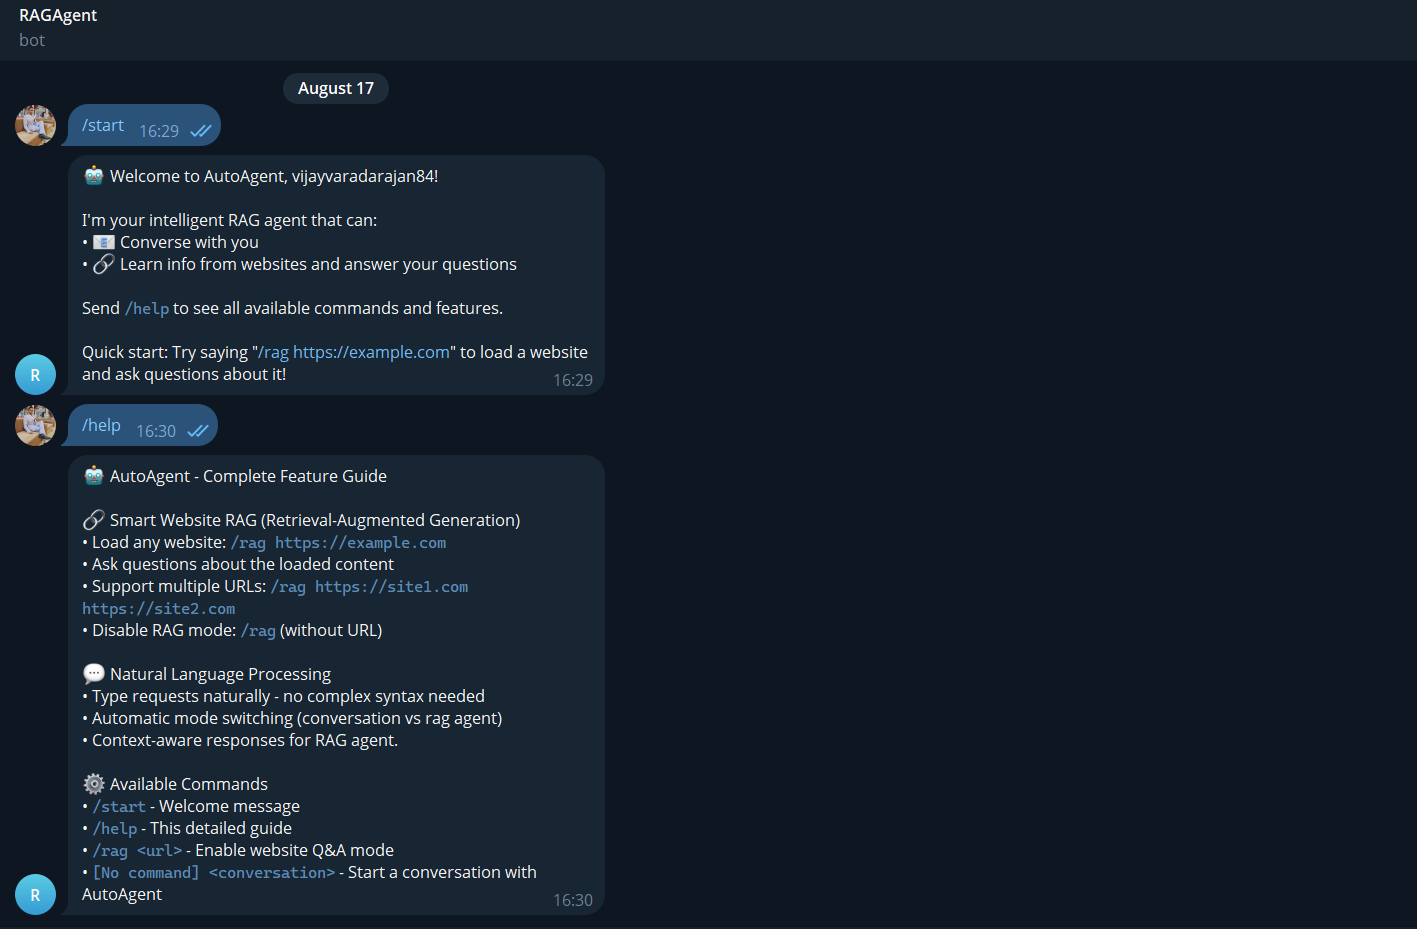 RAGAgent
bot
August 17
/start 16:29
🤖 Welcome to AutoAgent, vijayvaradarajan84!
I'm your intelligent RAG agent that can:
• 📧 Converse with you
• 🔗 Learn info from websites and answer your questions
Send /help to see all available commands and features.
Quick start: Try saying "/rag https://example.com" to load a website
and ask questions about it!
16:29
R
/help 16:30
🤖 AutoAgent - Complete Feature Guide
🔗 Smart Website RAG (Retrieval-Augmented Generation)
• Load any website: /rag https://example.com
• Ask questions about the loaded content
• Support multiple URLs: /rag https://site1.com
https://site2.com
• Disable RAG mode: /rag (without URL)
💬 Natural Language Processing
• Type requests naturally - no complex syntax needed
• Automatic mode switching (conversation vs rag agent)
• Context-aware responses for RAG agent.
⚙️ Available Commands
• /start - Welcome message
• /help - This detailed guide
• /rag <url> - Enable website Q&A mode
• [No command] <conversation> - Start a conversation with
AutoAgent
16:30
R